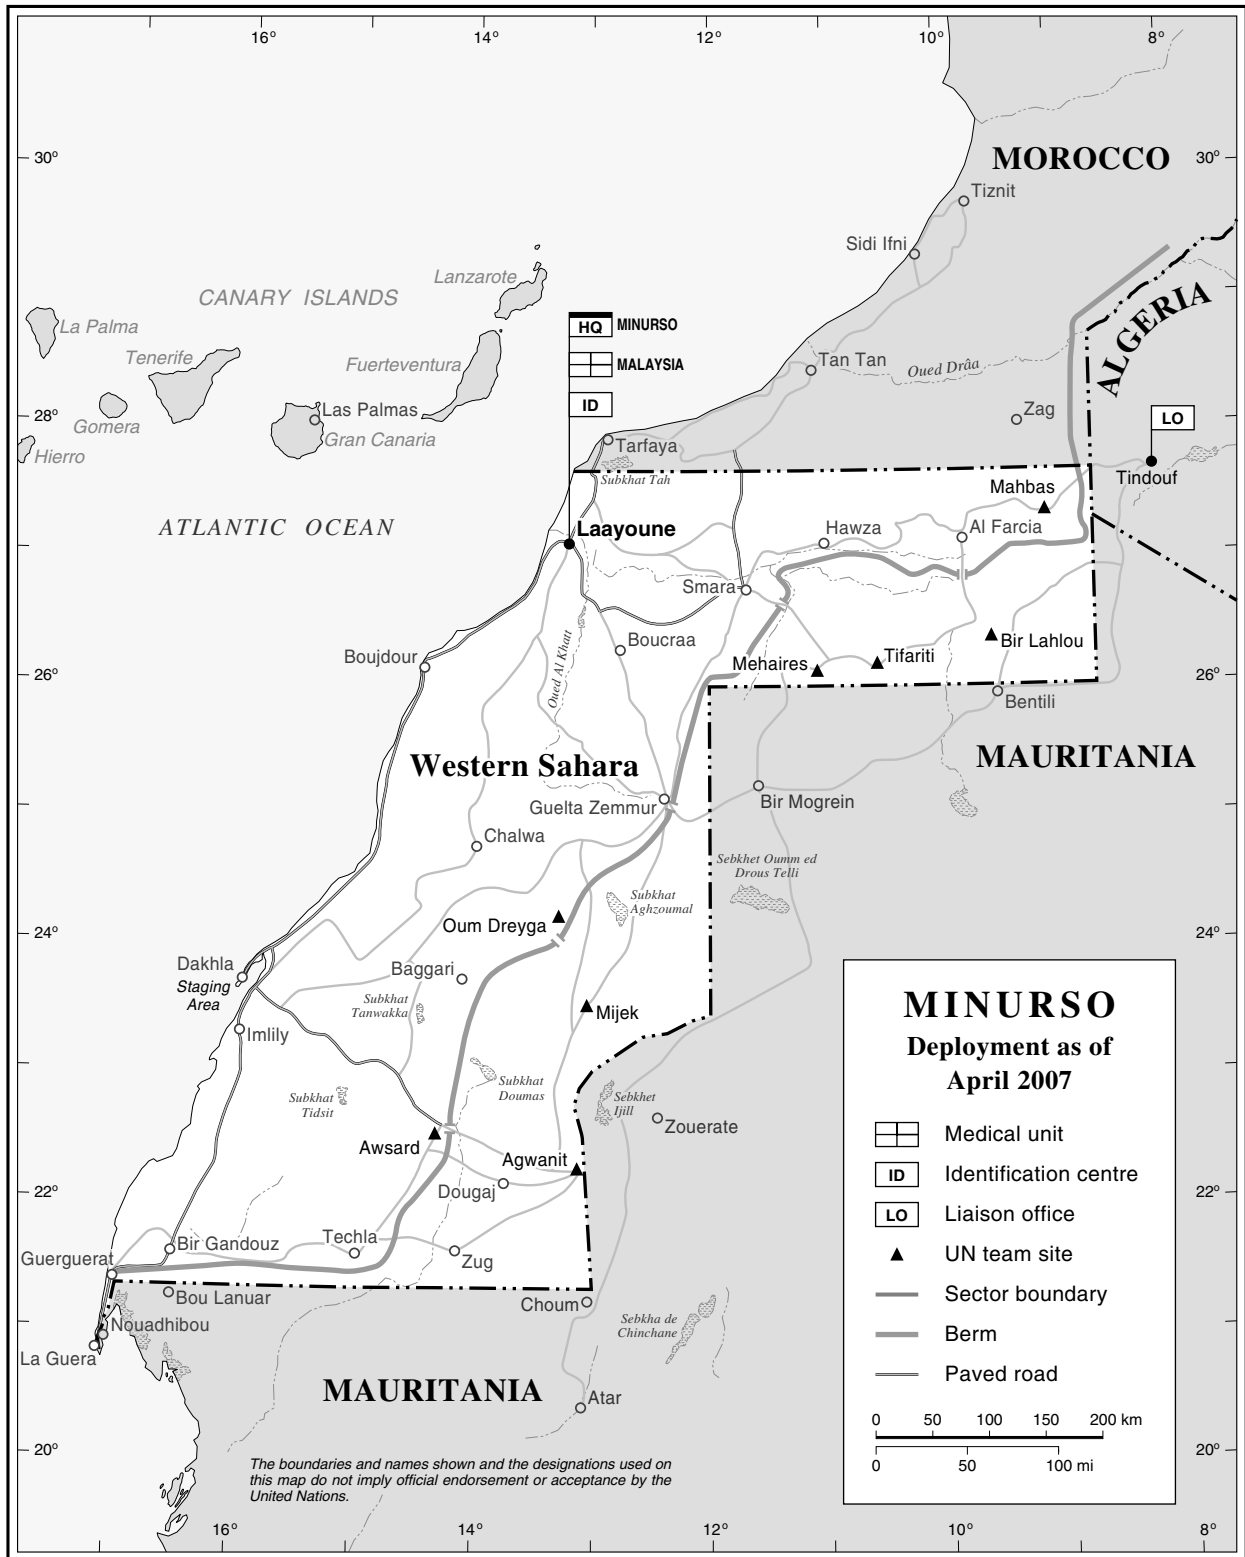 16° 14° 12° 10° 8°
30° MOROCCO 30°
Tiznit
Sidi Ifni
Lanzarote
CANARY ISLANDS
ALGERIA
La Palma
HQ MINURSO
Tenerife
Fuerteventura
MALAYSIA
Tan Tan
Oued Drâa
ID
Gomera
Las Palmas
Zag
LO
28° 28°
Gran Canaria
Hierro
Tarfaya
Subkhat Tah
Tindouf
Mahbas
ATLANTIC OCEAN
Laayoune
Hawza
Al Farcia
Smara
Boucraa
Bir Lahlou
Boujdour
Oued Al Khatt
Mehaires
Tifariti
26° 26°
Bentili
Western Sahara
MAURITANIA
Guelta Zemmur
Bir Mogrein
Chalwa
Sebkhet Oumm ed
Drous Telli
Subkhat
Aghzoumal
Oum Dreyga
24° 24°
Dakhla
Staging
Area
Baggari
Subkhat
Tanwakka
Mijek
Imlily
Subkhat
Doumas
Subkhat
Tidsit
Sebkhet
Ijill
Zouerate
Awsard
Agwanit
Dougaj
22° 22°
Techla
Bir Gandouz
Guerguerat
Zug
Bou Lanuar
Choum
Nouadhibou
La Guera
Sebkha de
Chinchane
MAURITANIA
Atar
20° 20°
MINURSO
Deployment as of
April 2007
Medical unit
ID Identification centre
LO Liaison office
UN team site
Sector boundary
Berm
Paved road
0 50 100 150 200 km
0 50 100 mi
The boundaries and names shown and the designations used on
this map do not imply official endorsement or acceptance by the
United Nations.
16° 14° 12° 10° 8°